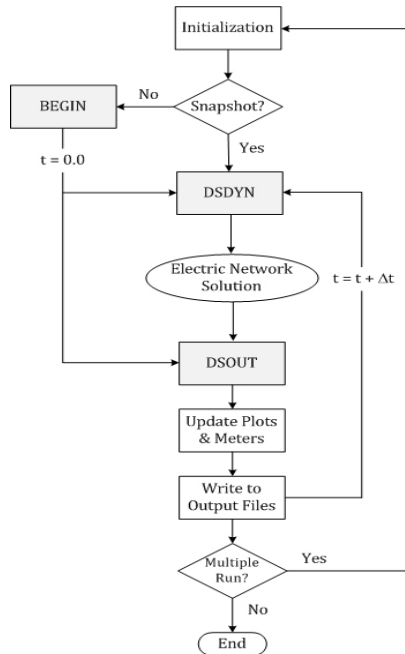 Initialization
No
BEGIN
Snapshot?
t = 0.0
Yes
DSDYN
Electric Network
Solution
t = t + Δt
DSOUT
Update Plots
& Meters
Write to
Output Files
Multiple
Run?
Yes
No
End